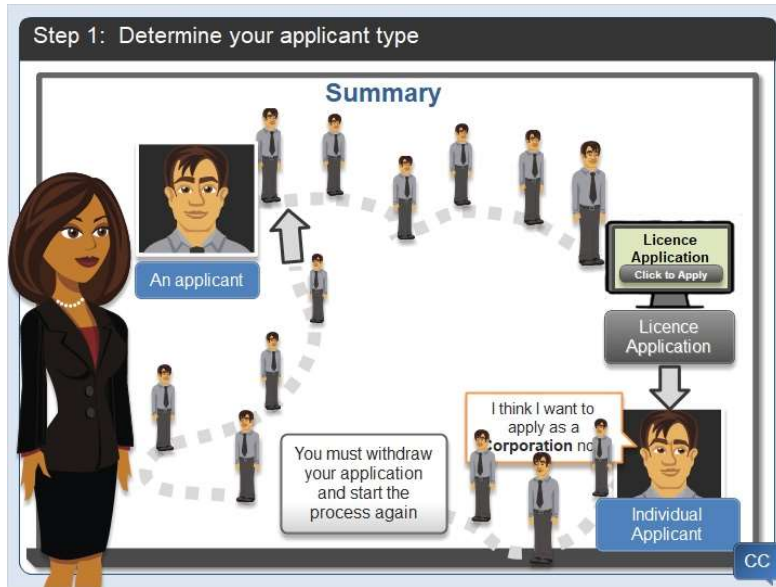 Step 1: Determine your applicant type
Summary
An applicant
Licence
Application
Click to Apply
Licence
Application
I think I want to
apply as a
Corporation
You must withdraw
your application
and start the
process again
Individual
Applicant
CC